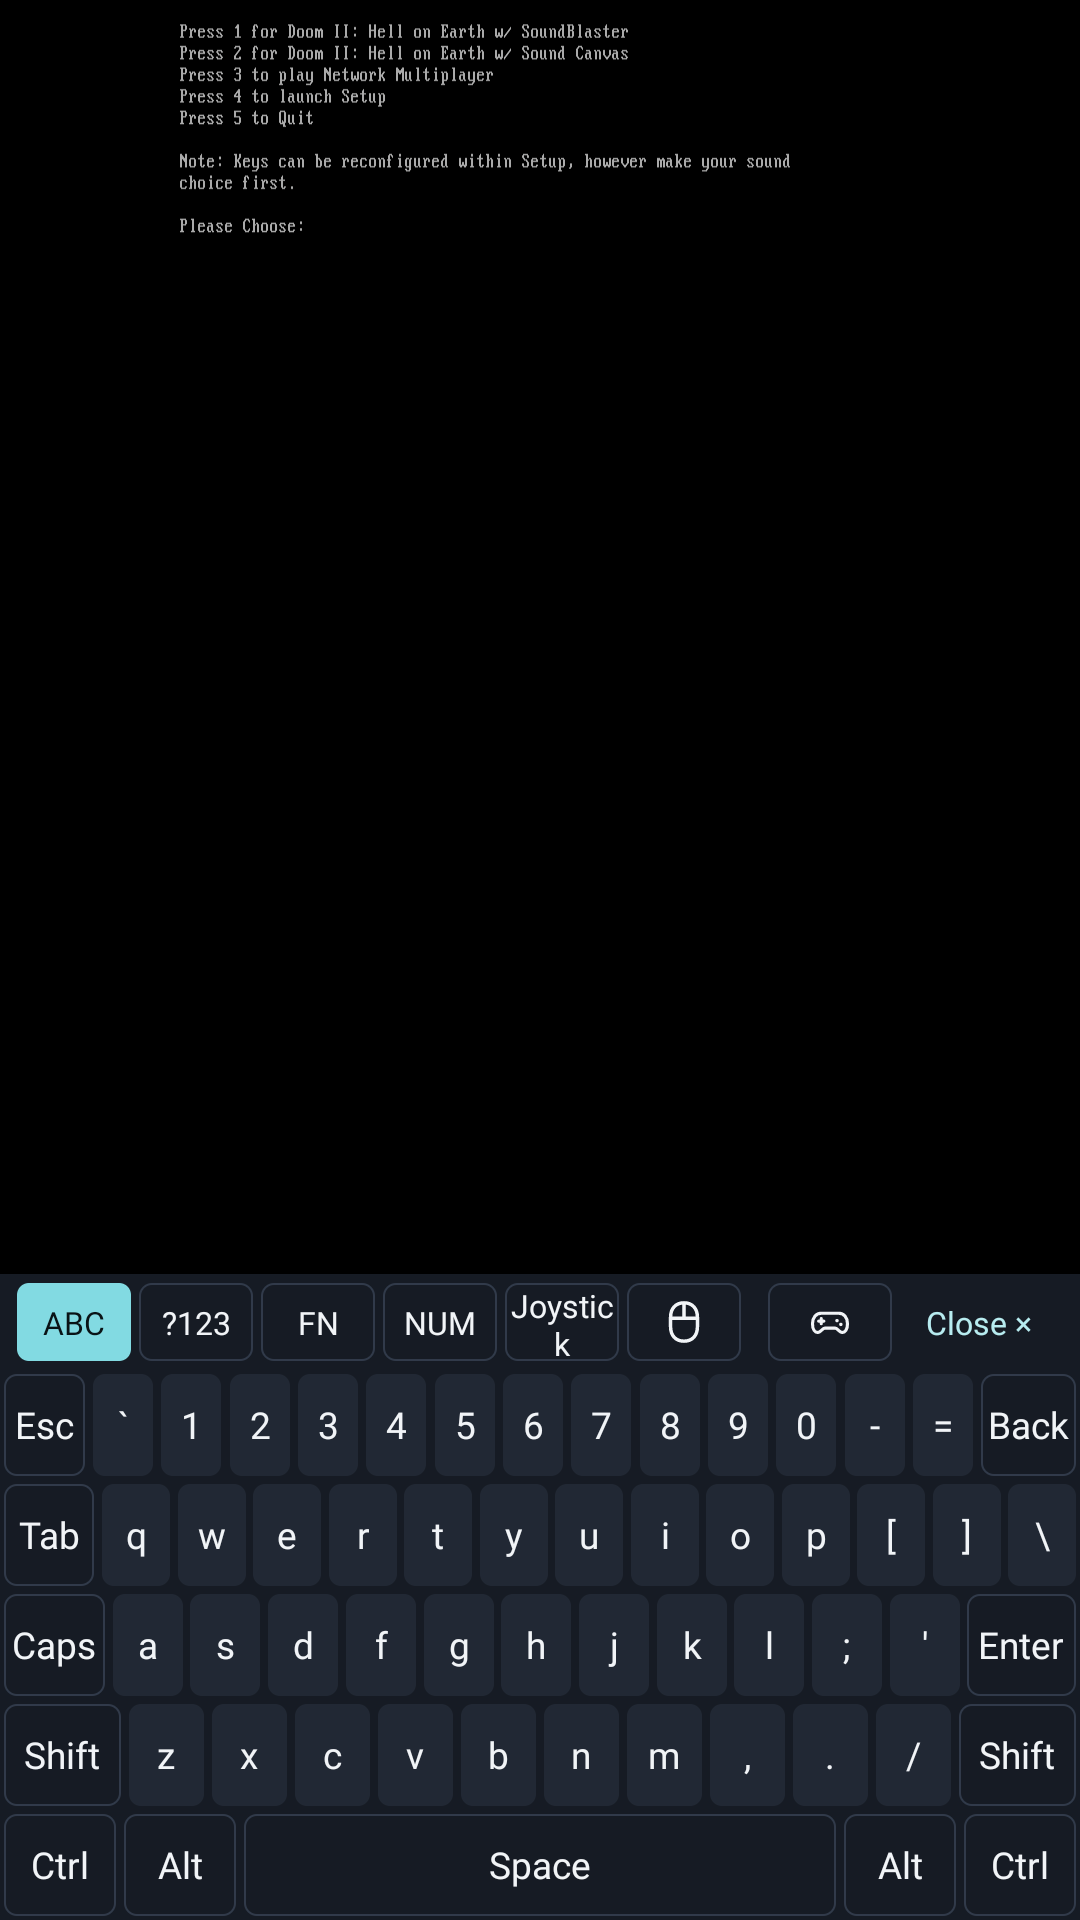 Press 1 for Doom II: Hell on Earth w/ SoundBlaster
Press 2 for Doom II: Hell on Earth w/ Sound Canvas
Press 3 to play Network Multiplayer
Press 4 to launch Setup
Press 5 to Quit
Note: Keys can be reconfigured within Setup, however make your sound
choice first.
Please Choose:
ABC ?123 FN NUM Joystic
k Close ×
Esc ` 1 2 3 4 5 6 7 8 9 0 - = Back
Tab q w e r t y u i o p [ ] \
Caps a s d f g h j k l ; ' Enter
Shift z x c v b n m , . / Shift
Ctrl Alt Space Alt Ctrl